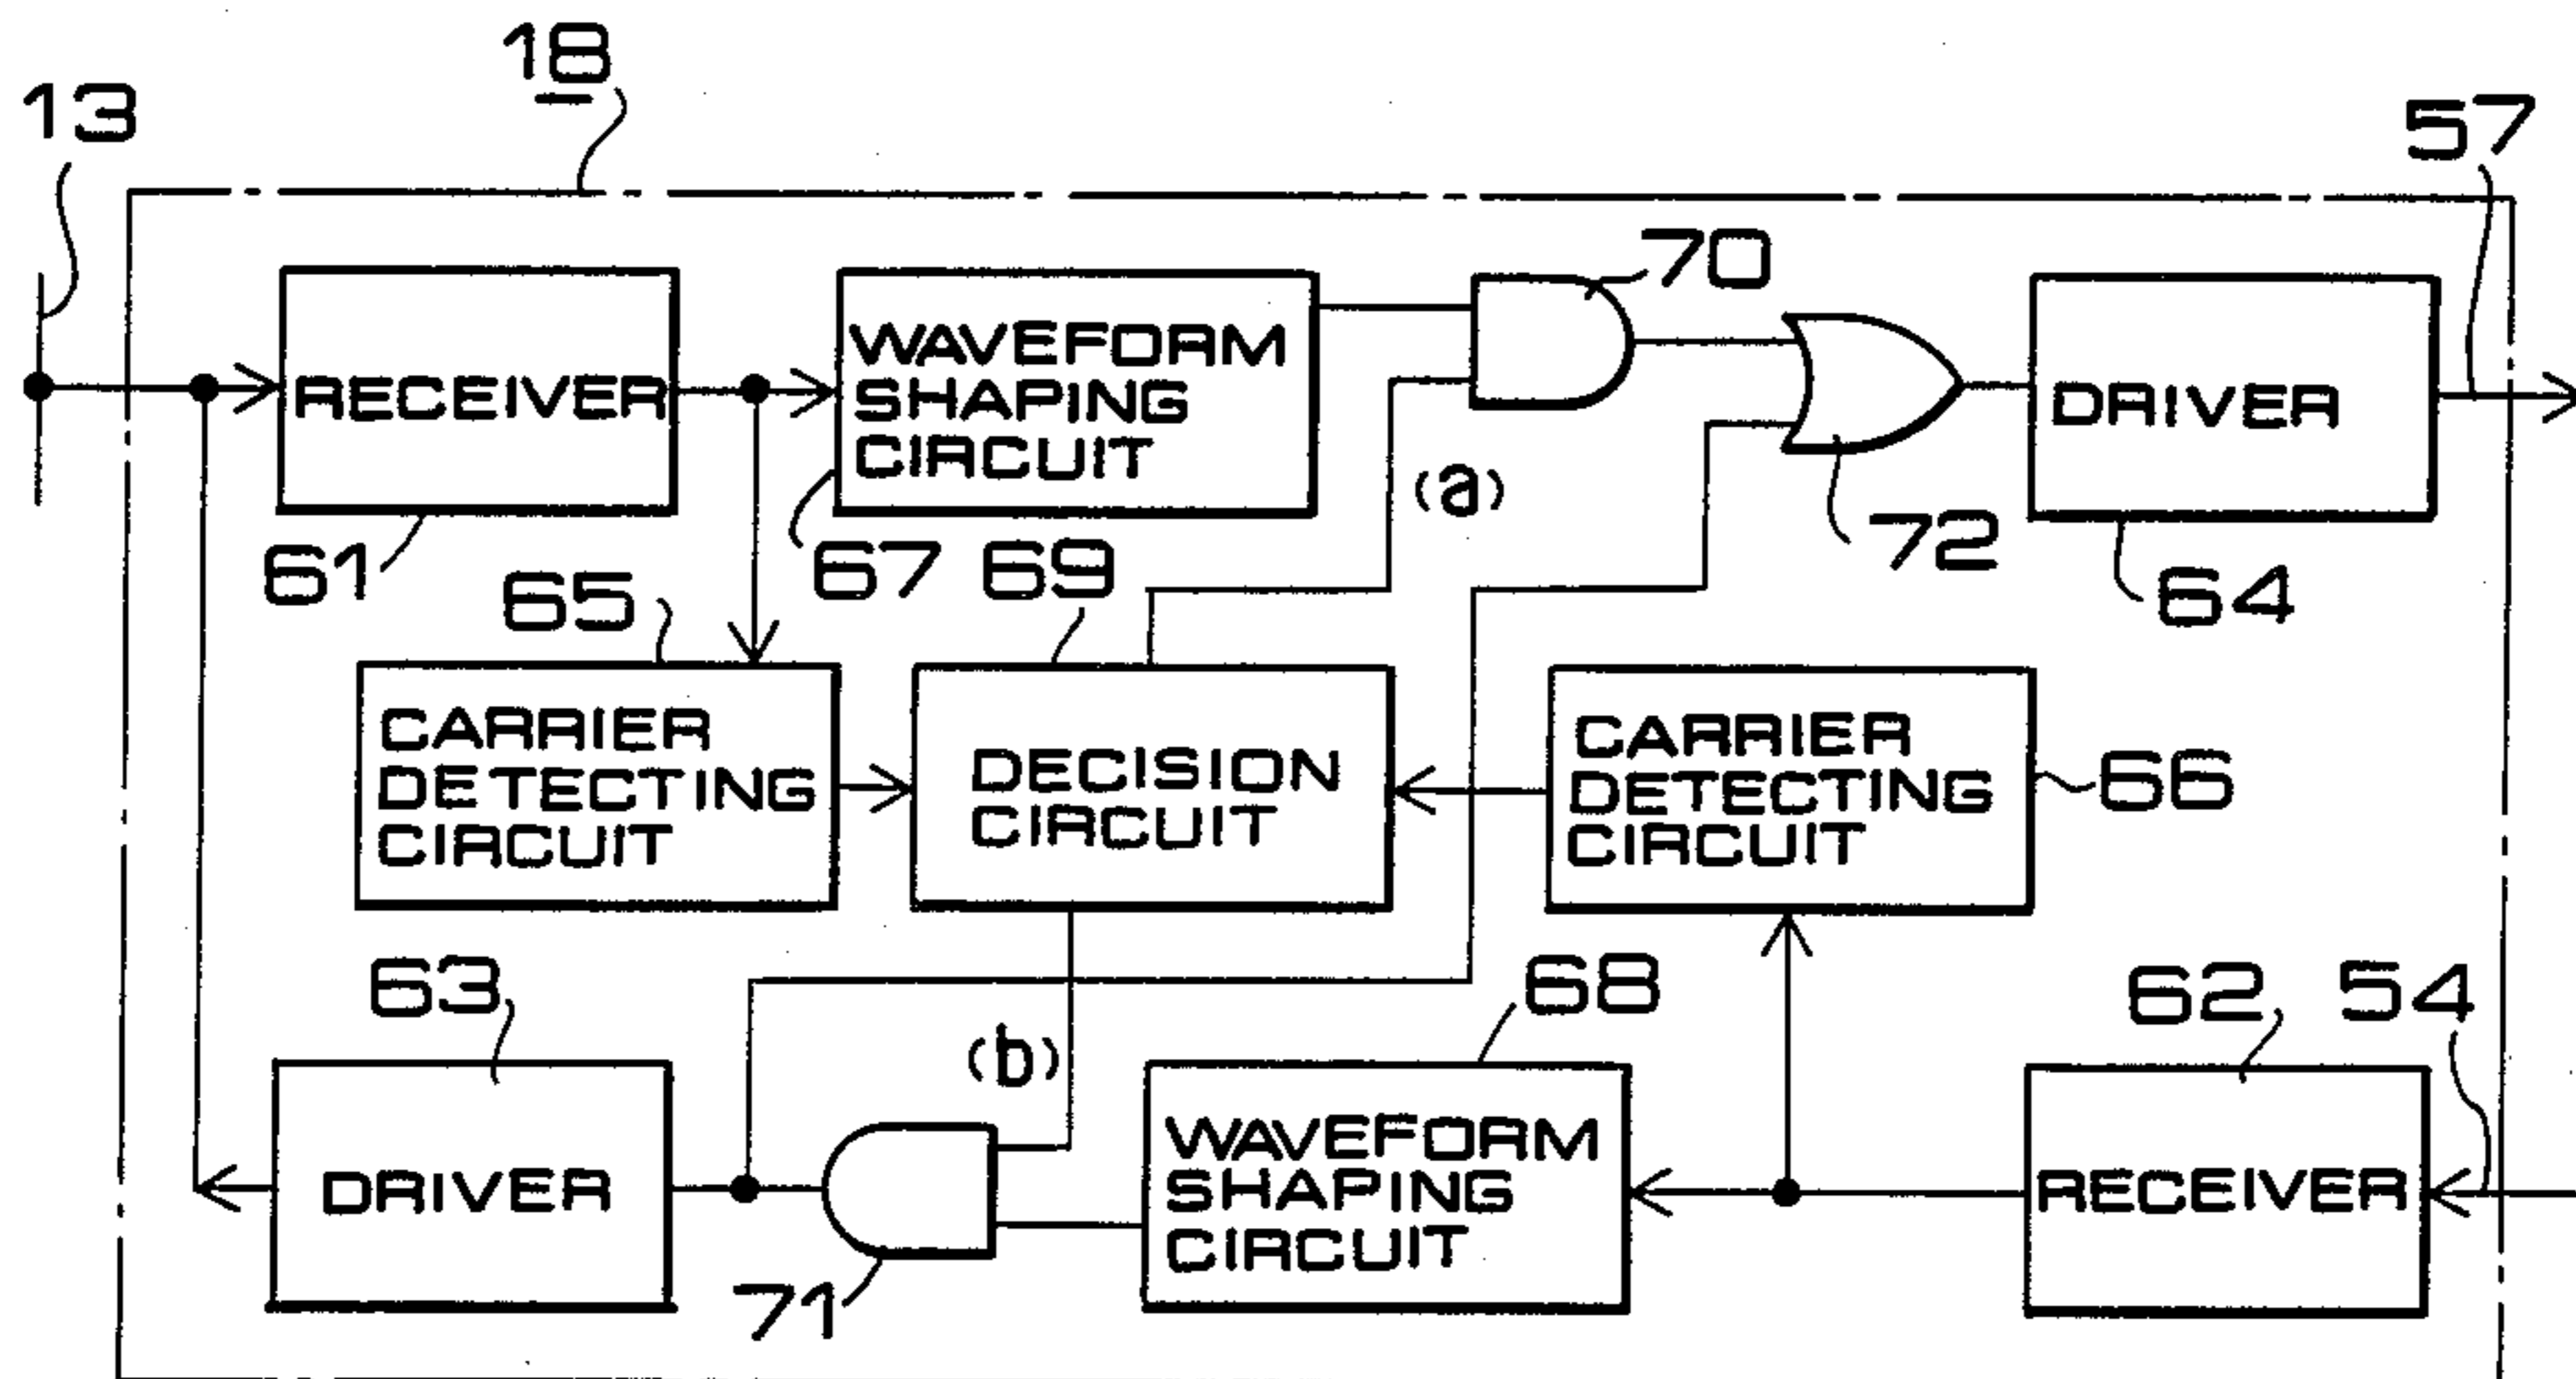 18
13
57
70
RECEIVER
WAVEFORM
SHAPING
CIRCUIT
DRIVER
(a)
72
61
67
69
65
64
CARRIER
DETECTING
CIRCUIT
DECISION
CIRCUIT
CARRIER
DETECTING
CIRCUIT
66
63
68
62
54
(b)
DRIVER
WAVEFORM
SHAPING
CIRCUIT
RECEIVER
71